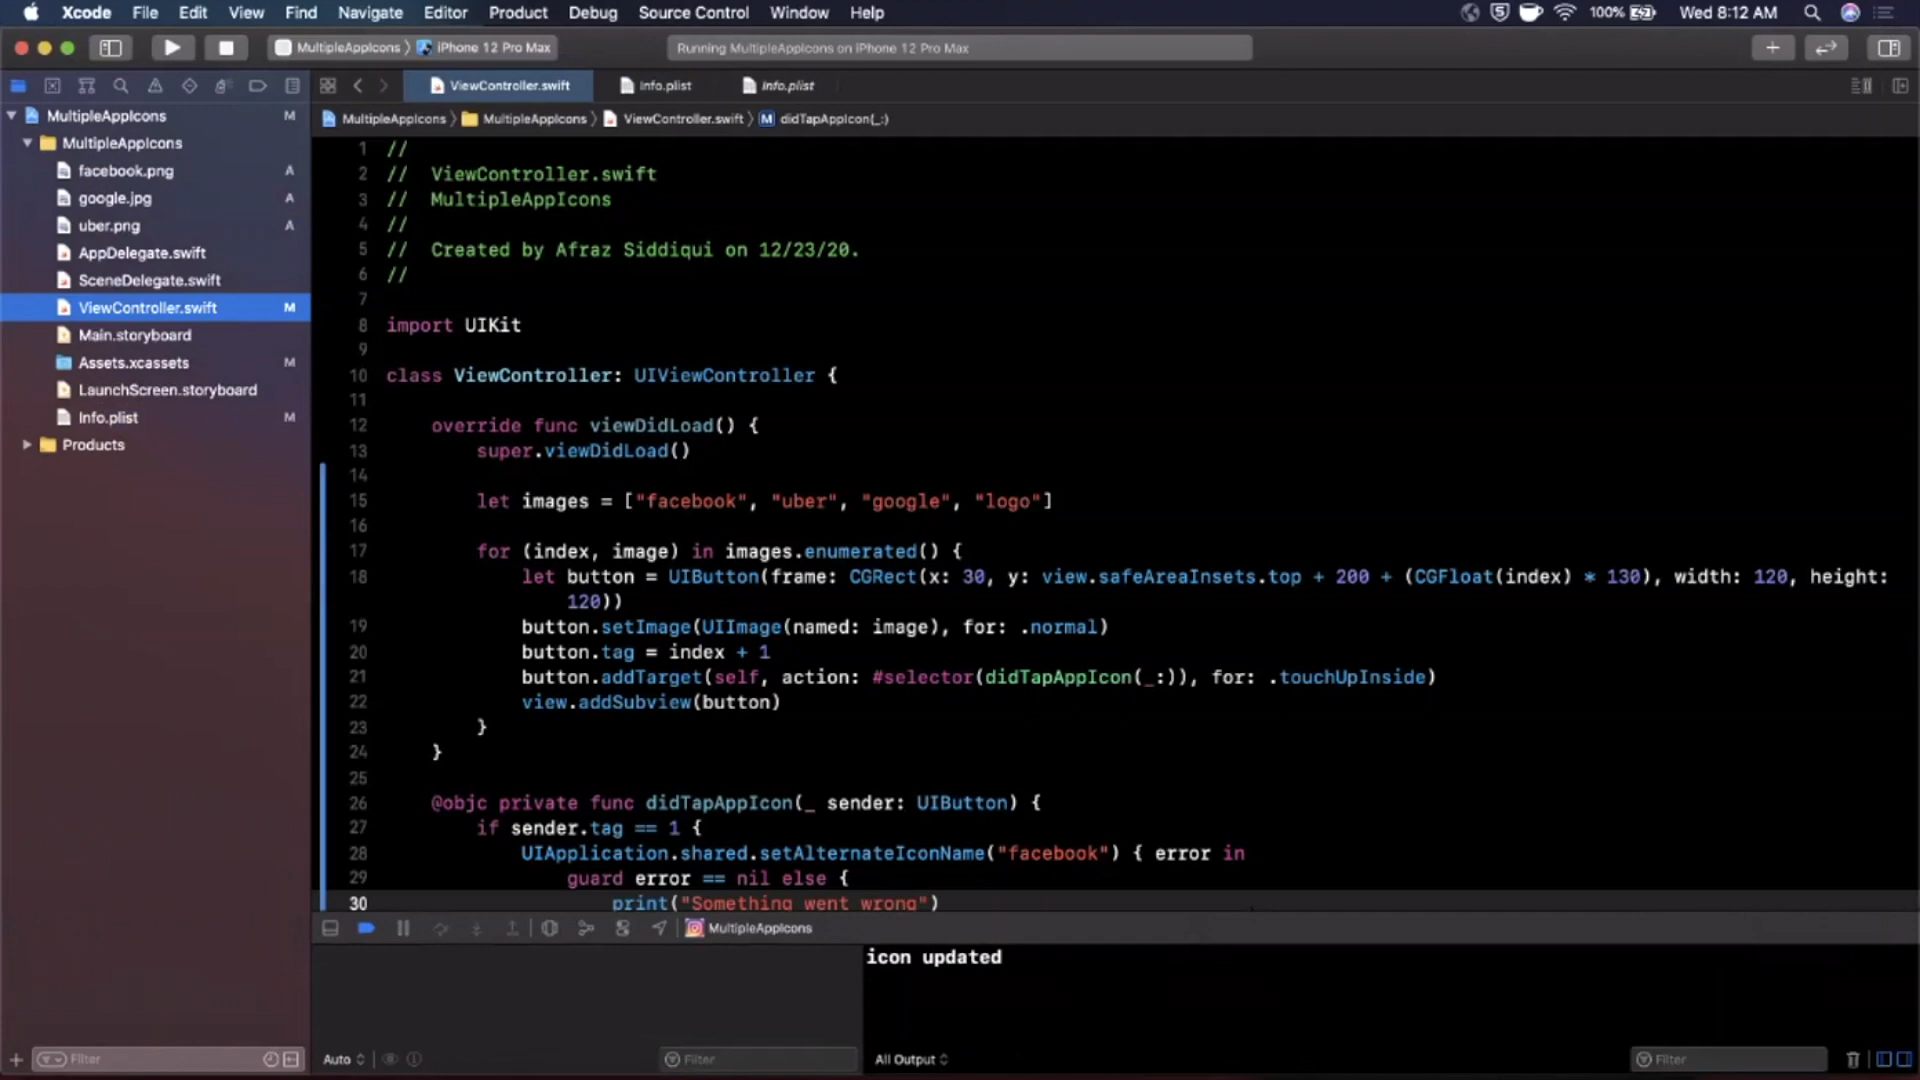 Xcode File Edit View Find Navigate Editor Product Debug Source Control Window Help 100% Wed 8:12 AM
MultipleAppIcons iPhone 12 Pro Max Running MultipleAppIcons on iPhone 12 Pro Max
ViewController.swift Info.plist Info.plist
MultipleAppIcons MultipleAppIcons ViewController.swift M didTapAppIcon(_:)
MultipleAppIcons M
MultipleAppIcons
facebook.png A
google.jpg A
uber.png A
AppDelegate.swift
SceneDelegate.swift
ViewController.swift M
Main.storyboard
Assets.xcassets M
LaunchScreen.storyboard
Info.plist M
Products
1 //
2 // ViewController.swift
3 // MultipleAppIcons
4 //
5 // Created by Afraz Siddiqui on 12/23/20.
6 //
7
8 import UIKit
9
10 class ViewController: UIViewController {
11
12 override func viewDidLoad() {
13 super.viewDidLoad()
14
15 let images = ["facebook", "uber", "google", "logo"]
16
17 for (index, image) in images.enumerated() {
18 let button = UIButton(frame: CGRect(x: 30, y: view.safeAreaInsets.top + 200 + (CGFloat(index) * 130), width: 120, height:
120))
19 button.setImage(UIImage(named: image), for: .normal)
20 button.tag = index + 1
21 button.addTarget(self, action: #selector(didTapAppIcon(_:)), for: .touchUpInside)
22 view.addSubview(button)
23 }
24 }
25
26 @objc private func didTapAppIcon(_ sender: UIButton) {
27 if sender.tag == 1 {
28 UIApplication.shared.setAlternateIconName("facebook") { error in
29 guard error == nil else {
30 print("Something went wrong")
MultipleAppIcons
icon updated
Filter Auto Filter All Output Filter